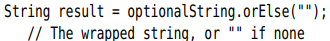 String result = optionalString.orElse("");
// The wrapped string, or "" if none